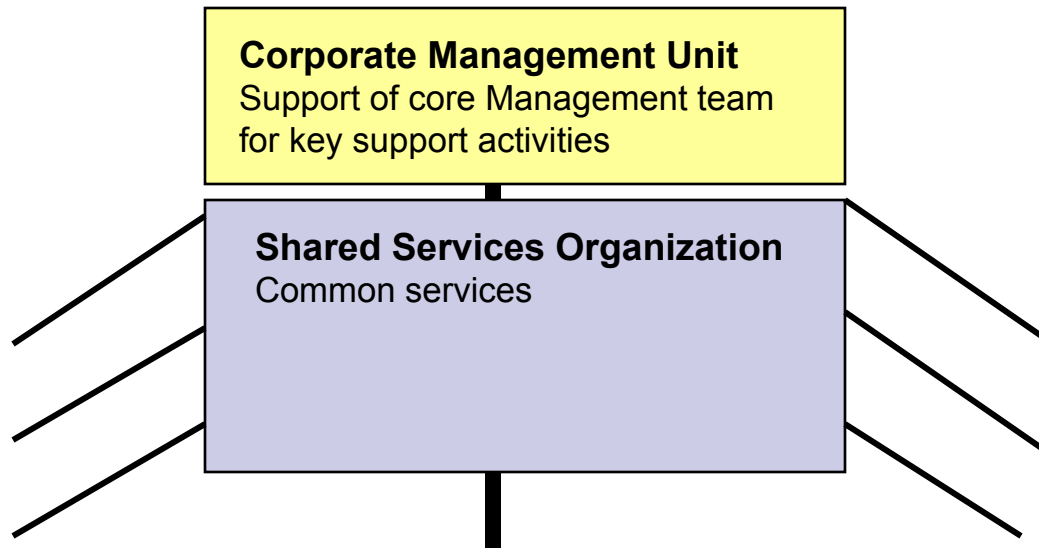 Corporate Management Unit
Support of core Management team
for key support activities
Shared Services Organization
Common services